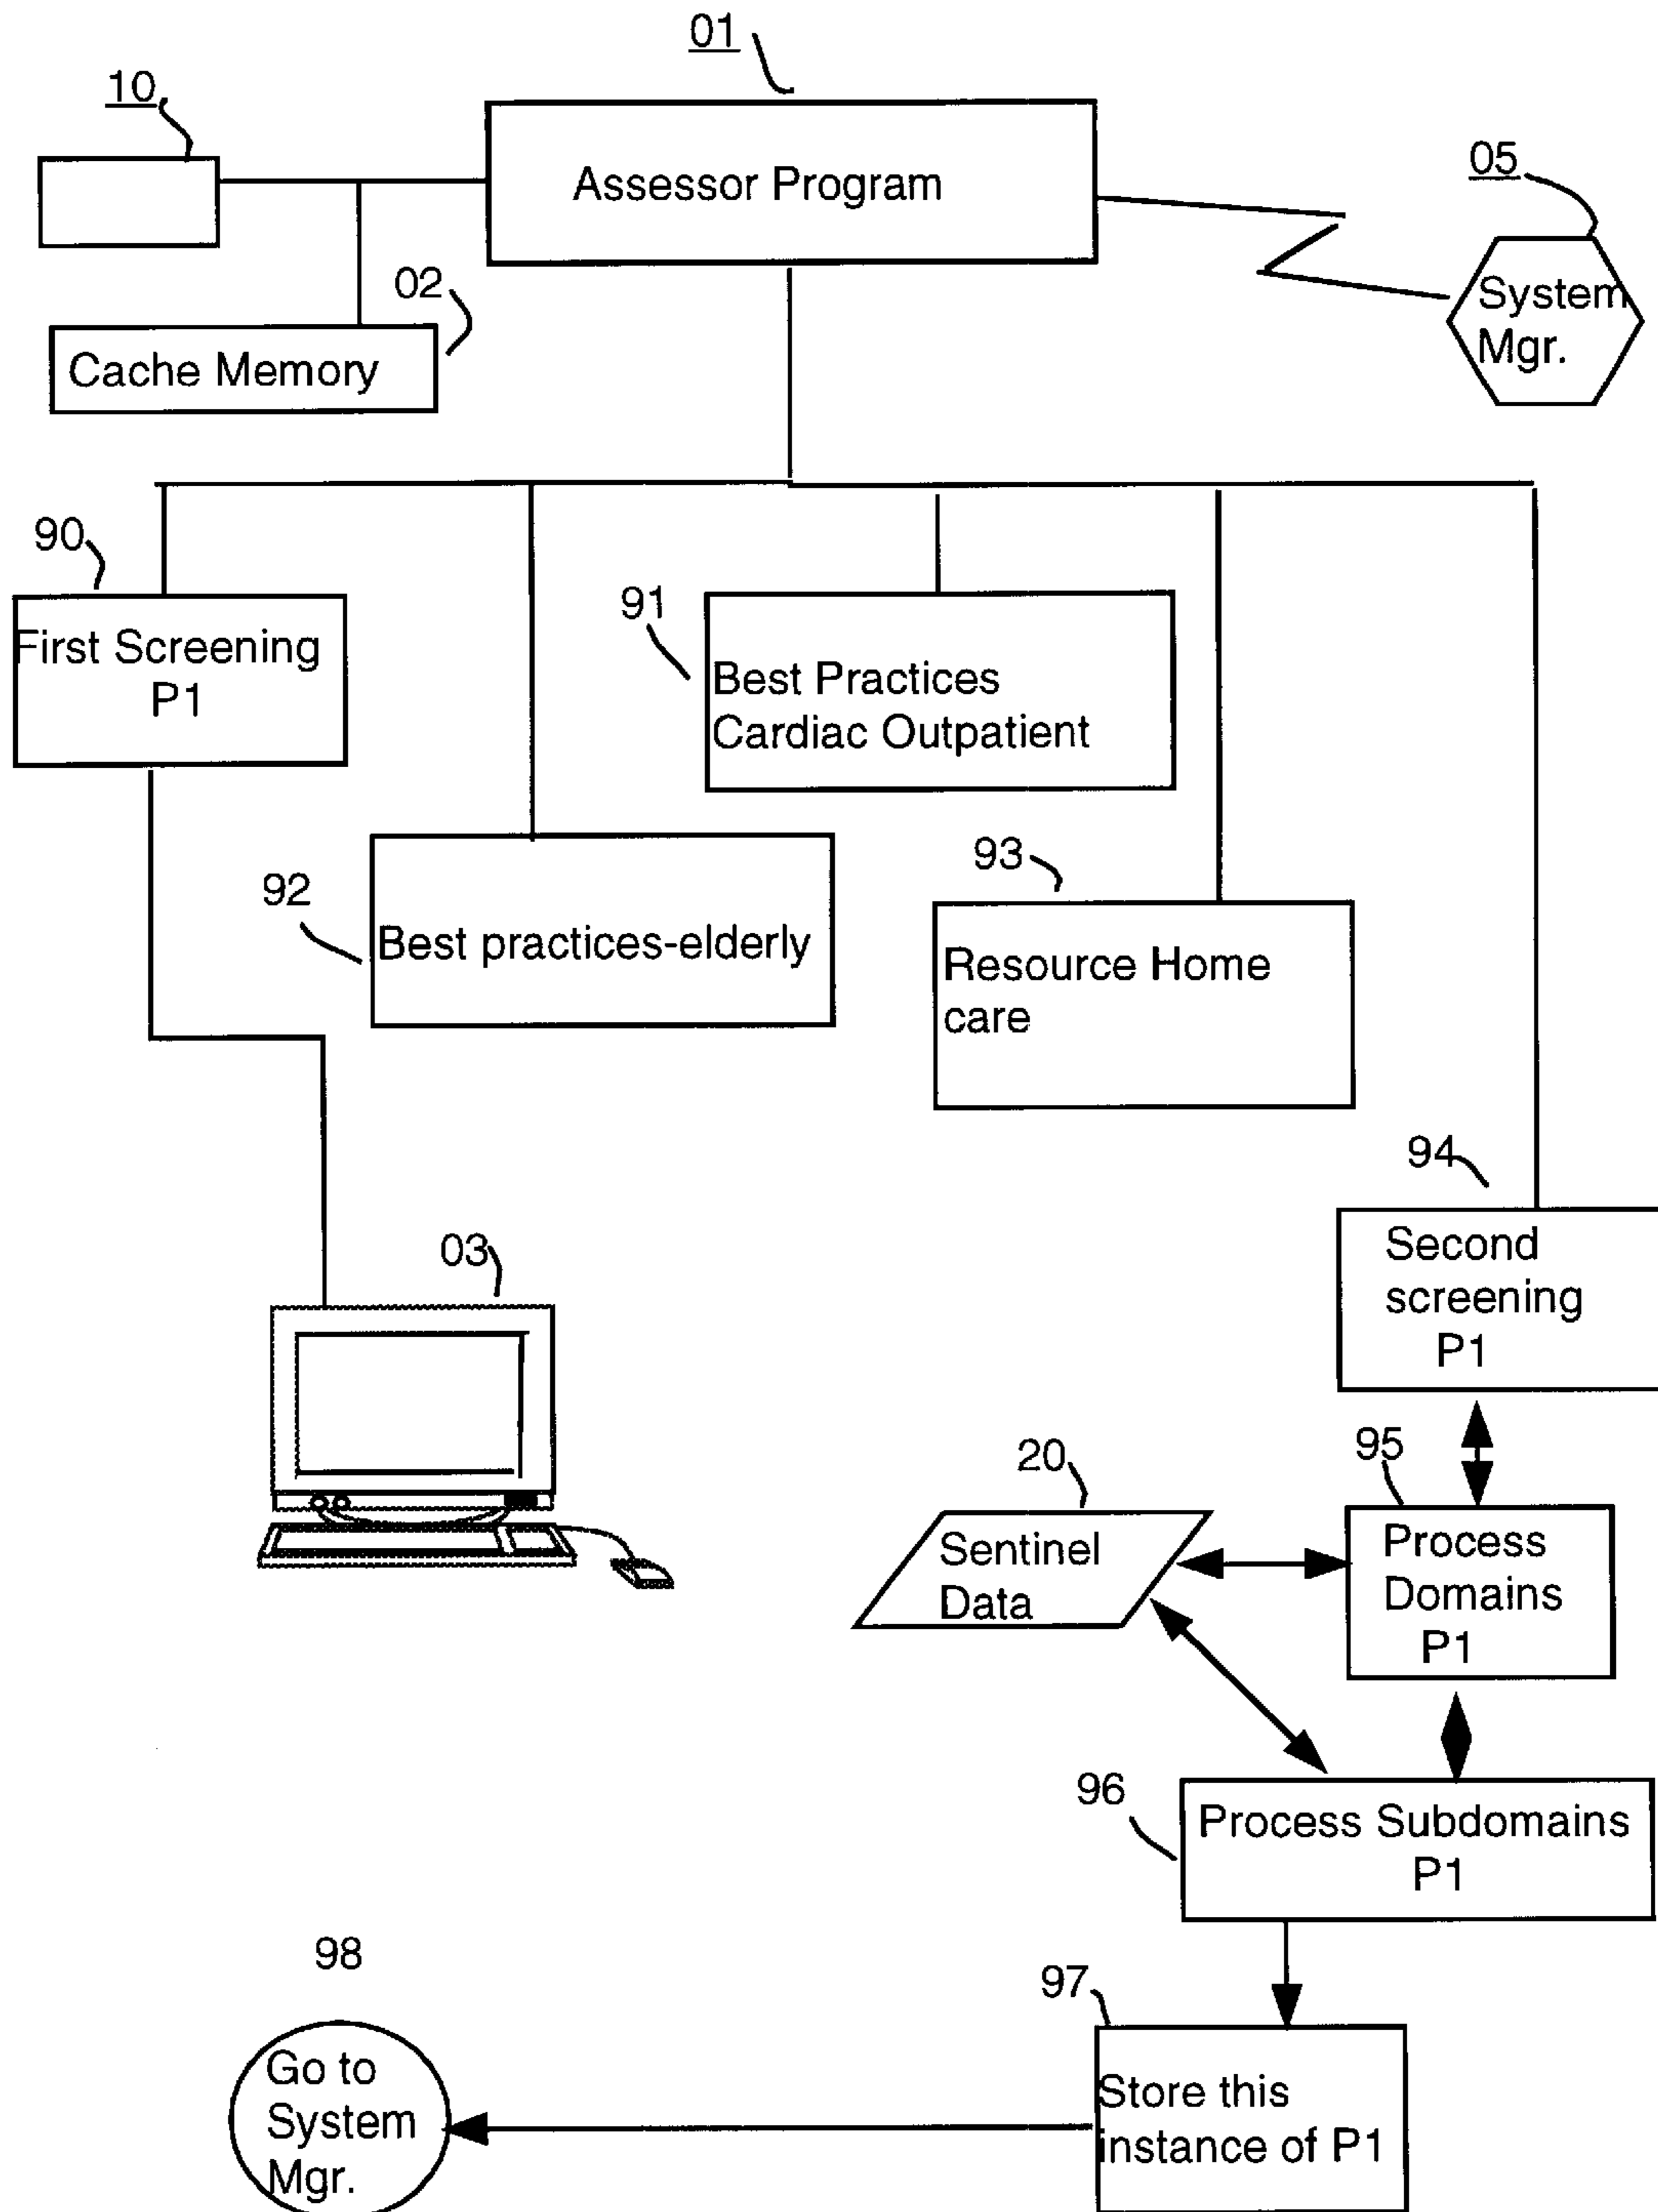 01
10
Assessor Program
05
System
Mgr.
02
Cache Memory
90
First Screening
P1
91
Best Practices
Cardiac Outpatient
92
Best practices-elderly
93
Resource Home
care
94
Second
screening
P1
03
20
Sentinel
Data
95
Process
Domains
P1
96
Process Subdomains
P1
98
Go to
System
Mgr.
97
Store this
instance of P1